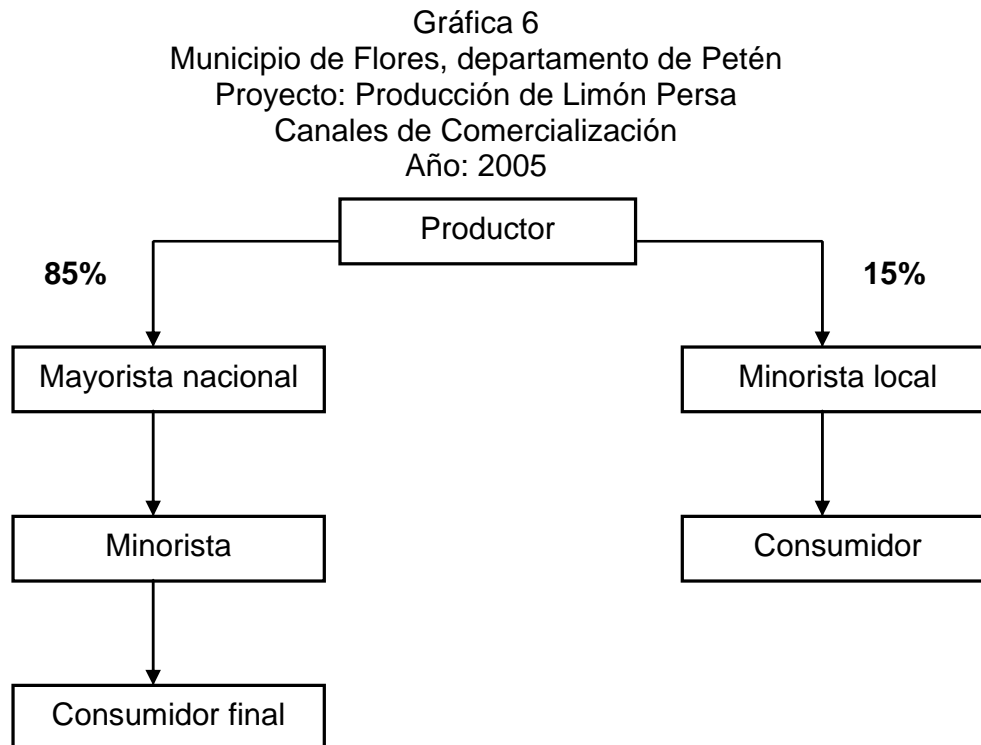 Gráfica 6
Municipio de Flores, departamento de Petén
Proyecto: Producción de Limón Persa
Canales de Comercialización
Año: 2005
Productor
85%
15%
Mayorista nacional
Minorista local
Minorista
Consumidor
Consumidor final